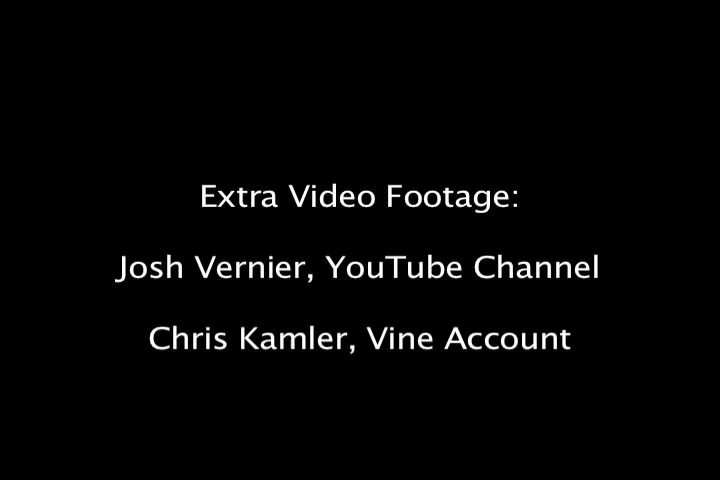 Extra Video Footage:
Josh Vernier, YouTube Channel
Chris Kamler, Vine Account